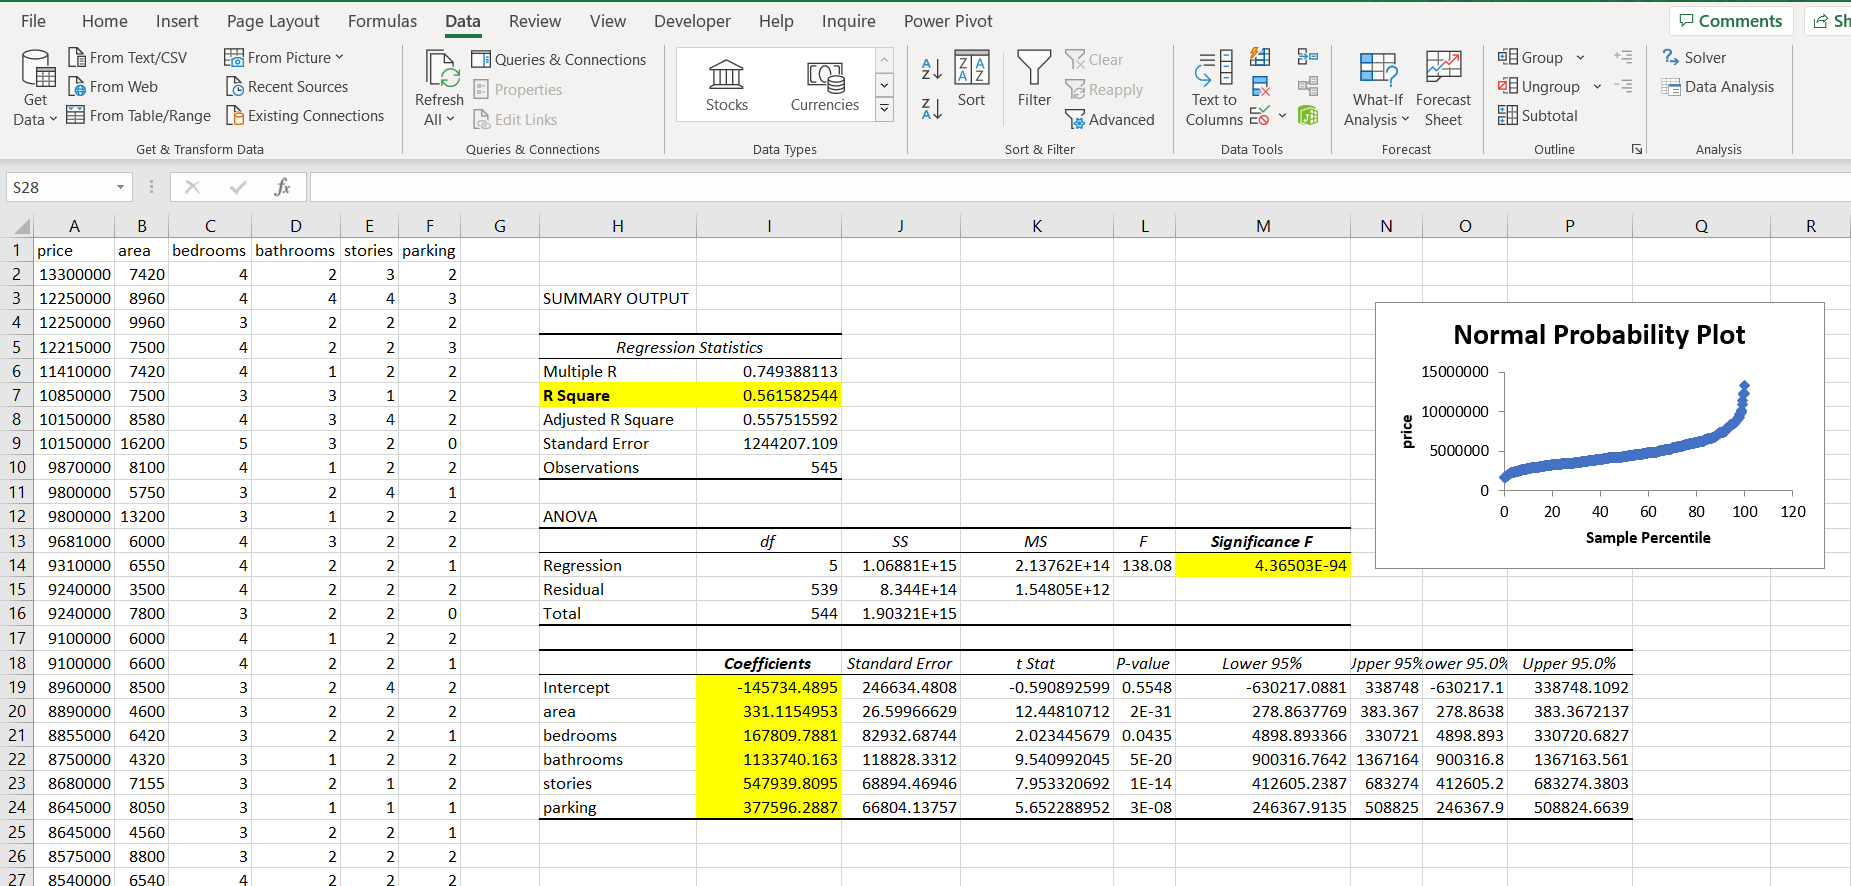 File Home Insert Page Layout Formulas Data Review View Developer Help Inquire Power Pivot Comments Sh
From Text/CSV From Picture Queries & Connections Clear Group Solver
From Web Recent Sources Properties Reapply Ungroup Data Analysis
Get Data From Table/Range Existing Connections Refresh All Edit Links Stocks Currencies Sort Filter Advanced Text to Columns What-If Analysis Forecast Sheet Subtotal
Get & Transform Data Queries & Connections Data Types Sort & Filter Data Tools Forecast Outline Analysis
S28 fx
A B C D E F G H I J K L M N O P Q R
1 price area bedrooms bathrooms stories parking
2 13300000 7420 4 2 3 2
3 12250000 8960 4 4 4 3 SUMMARY OUTPUT
4 12250000 9960 3 2 2 2
5 12215000 7500 4 2 2 3 Regression Statistics
6 11410000 7420 4 1 2 2 Multiple R 0.749388113
7 10850000 7500 3 3 1 2 R Square 0.561582544
8 10150000 8580 4 3 4 2 Adjusted R Square 0.557515592
9 10150000 16200 5 3 2 0 Standard Error 1244207.109
10 9870000 8100 4 1 2 2 Observations 545
11 9800000 5750 3 2 4 1
12 9800000 13200 3 1 2 2 ANOVA
13 9681000 6000 4 3 2 2 df SS MS F Significance F
14 9310000 6550 4 2 2 1 Regression 5 1.06881E+15 2.13762E+14 138.08 4.36503E-94
15 9240000 3500 4 2 2 2 Residual 539 8.344E+14 1.54805E+12
16 9240000 7800 3 2 2 0 Total 544 1.90321E+15
17 9100000 6000 4 1 2 2
18 9100000 6600 4 2 2 1 Coefficients Standard Error t Stat P-value Lower 95% Upper 95% ower 95.0% Upper 95.0%
19 8960000 8500 3 2 4 2 Intercept -145734.4895 246634.4808 -0.590892599 0.5548 -630217.0881 338748 -630217.1 338748.1092
20 8890000 4600 3 2 2 2 area 331.1154953 26.59966629 12.44810712 2E-31 278.8637769 383.367 278.8638 383.3672137
21 8855000 6420 3 2 2 1 bedrooms 167809.7881 82932.68744 2.023445679 0.0435 4898.893366 330721 4898.893 330720.6827
22 8750000 4320 3 1 2 2 bathrooms 1133740.163 118828.3312 9.540992045 5E-20 900316.7642 1367164 900316.8 1367163.561
23 8680000 7155 3 2 1 2 stories 547939.8095 68894.46946 7.953320692 1E-14 412605.2387 683274 412605.2 683274.3803
24 8645000 8050 3 1 1 1 parking 377596.2887 66804.13757 5.652288952 3E-08 246367.9135 508825 246367.9 508824.6639
25 8645000 4560 3 2 2 1
26 8575000 8800 3 2 2 2
27 8540000 6540 4 2 2 2
Normal Probability Plot
15000000
10000000
5000000
0
price
0 20 40 60 80 100 120
Sample Percentile